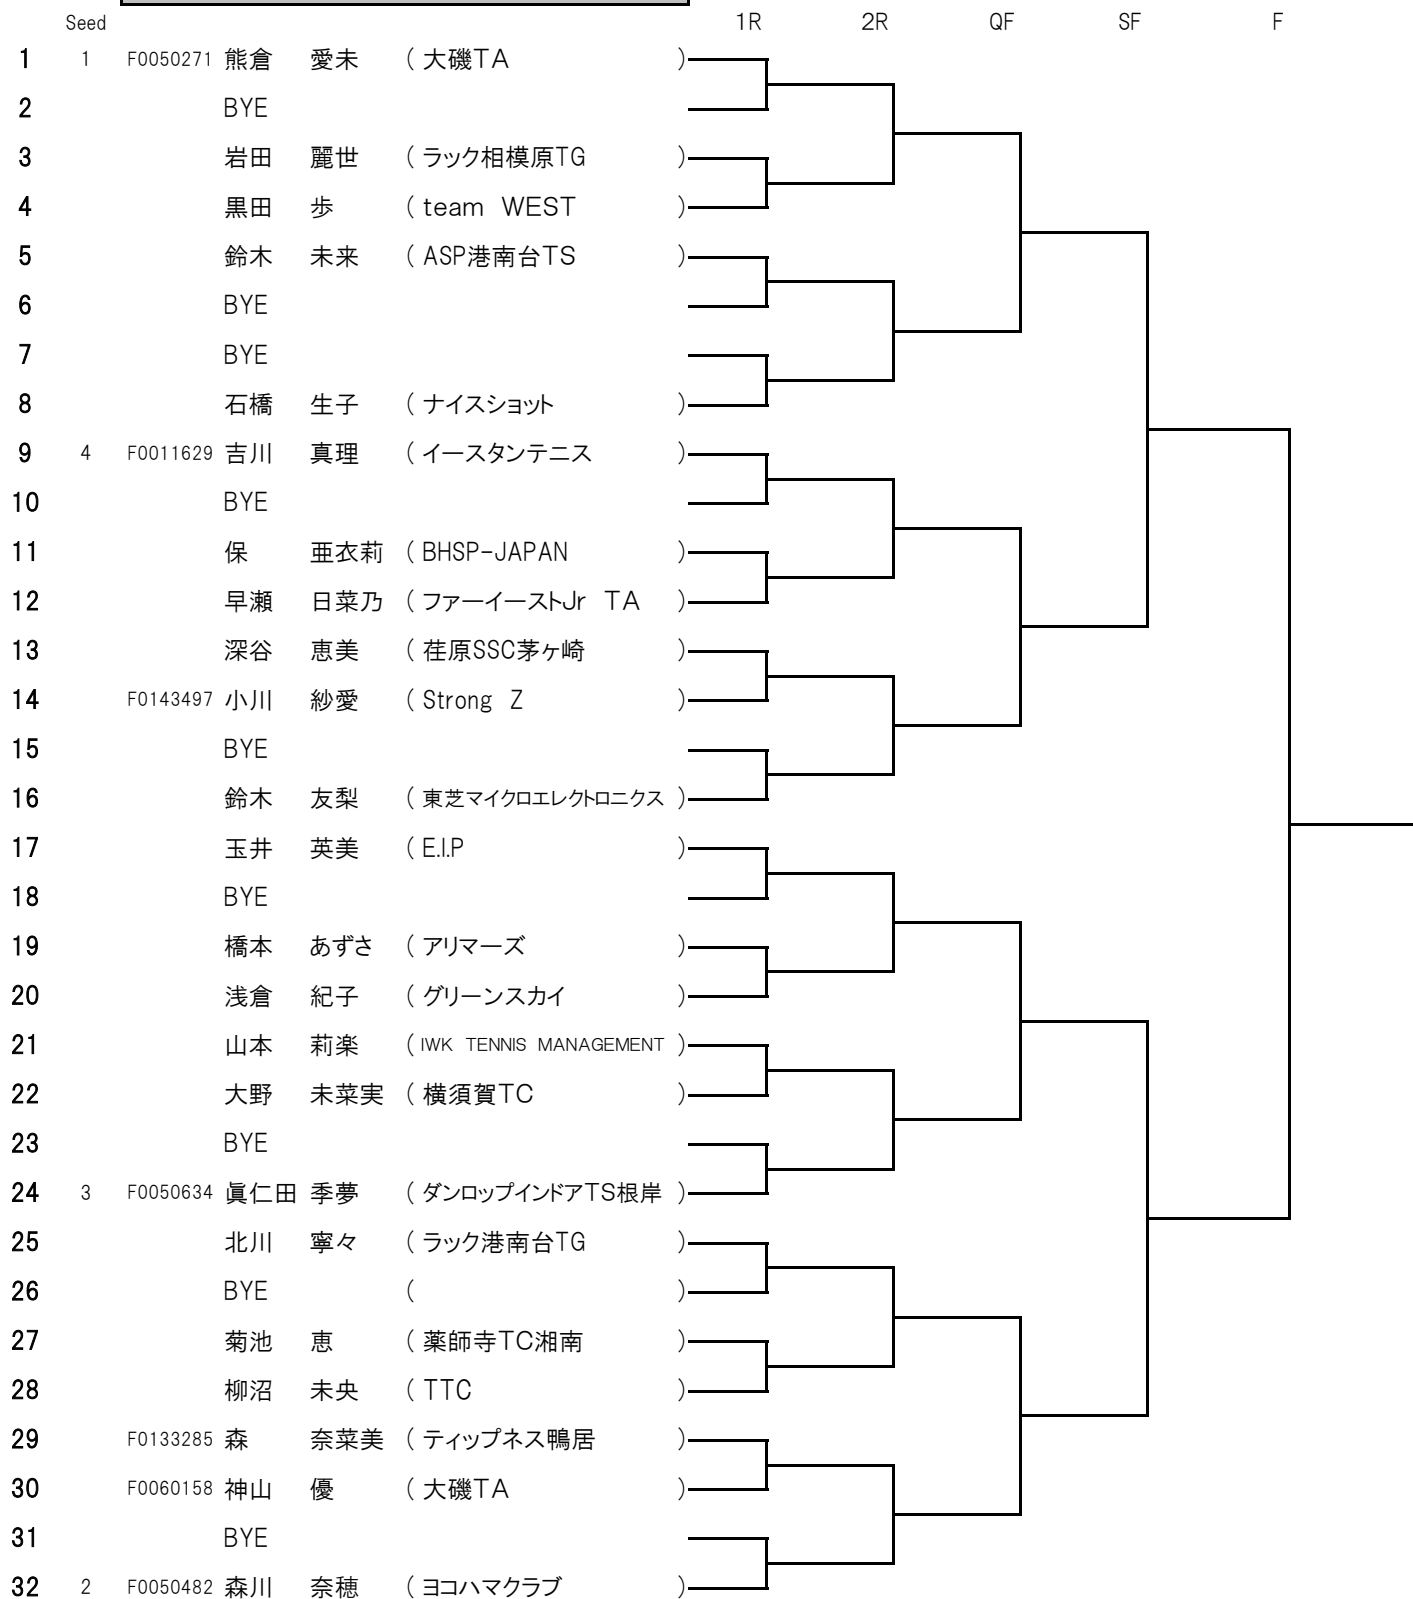 Seed 1R 2R QF SF F
1 1 F0050271 熊倉 愛未 ( 大磯TA )
2 BYE
3 岩田 麗世 ( ラック相模原TG )
4 黒田 歩 ( team WEST )
5 鈴木 未来 ( ASP港南台TS )
6 BYE
7 BYE
8 石橋 生子 ( ナイスショット )
9 4 F0011629 吉川 真理 ( イースタンテニス )
10 BYE
11 保 亜衣莉 ( BHSP-JAPAN )
12 早瀬 日菜乃 ( ファーイーストJr TA )
13 深谷 恵美 ( 荏原SSC茅ヶ崎 )
14 F0143497 小川 紗愛 ( Strong Z )
15 BYE
16 鈴木 友梨 ( 東芝マイクロエレクトロニクス )
17 玉井 英美 ( E.I.P )
18 BYE
19 橋本 あずさ ( アリマーズ )
20 浅倉 紀子 ( グリーンスカイ )
21 山本 莉楽 ( IWK TENNIS MANAGEMENT )
22 大野 未菜実 ( 横須賀TC )
23 BYE
24 3 F0050634 眞仁田 季夢 ( ダンロップインドアTS根岸 )
25 北川 寧々 ( ラック港南台TG )
26 BYE ( )
27 菊池 恵 ( 薬師寺TC湘南 )
28 柳沼 未央 ( TTC )
29 F0133285 森 奈菜美 ( ティップネス鴨居 )
30 F0060158 神山 優 ( 大磯TA )
31 BYE
32 2 F0050482 森川 奈穂 ( ヨコハマクラブ )